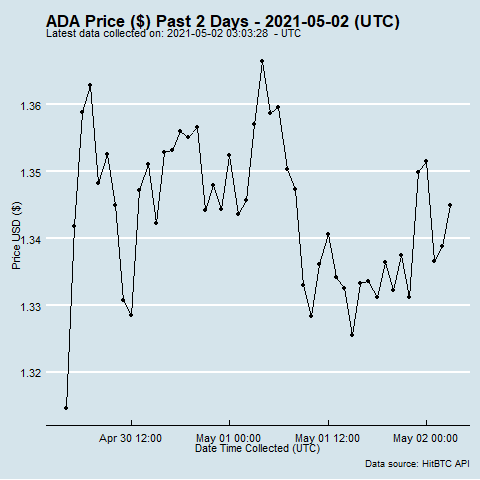 ADA Price ($) Past 2 Days - 2021-05-02 (UTC)
Latest data collected on: 2021-05-02 03:03:28 - UTC
1.36
1.35
1.34
1.33
1.32
Price USD ($)
Apr 30 12:00
May 01 00:00
May 01 12:00
May 02 00:00
Date Time Collected (UTC)
Data source: HitBTC API